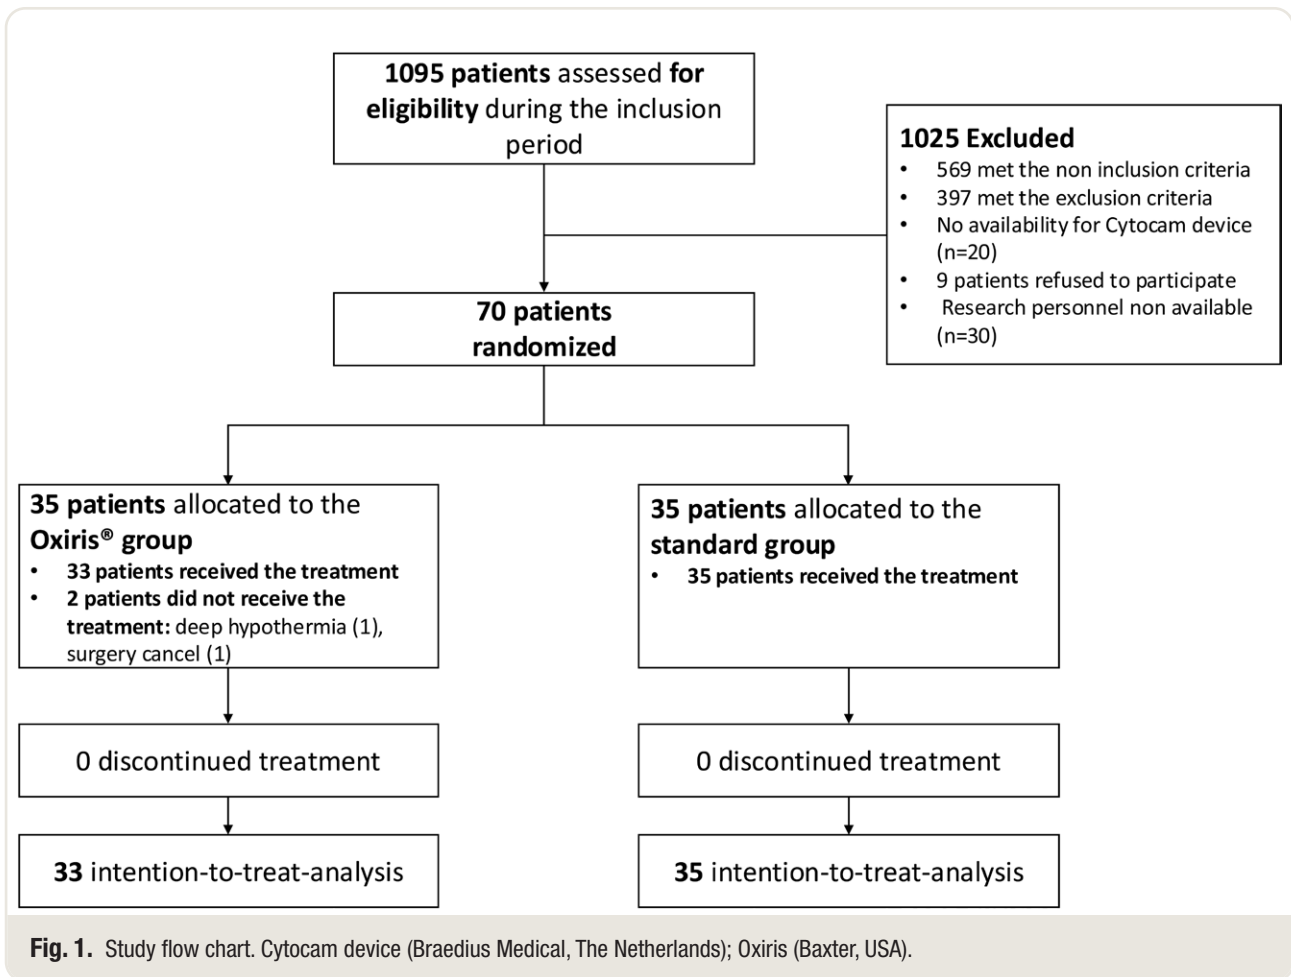 1095 patients assessed for
eligibility during the inclusion
period
1025 Excluded
• 569 met the non inclusion criteria
• 397 met the exclusion criteria
• No availability for Cytocam device
(n=20)
• 9 patients refused to participate
• Research personnel non available
(n=30)
70 patients
randomized
35 patients allocated to the
Oxiris® group
• 33 patients received the treatment
• 2 patients did not receive the
treatment: deep hypothermia (1),
surgery cancel (1)
35 patients allocated to the
standard group
• 35 patients received the treatment
0 discontinued treatment
0 discontinued treatment
33 intention-to-treat-analysis
35 intention-to-treat-analysis
Fig. 1. Study flow chart. Cytocam device (Braedius Medical, The Netherlands); Oxiris (Baxter, USA).